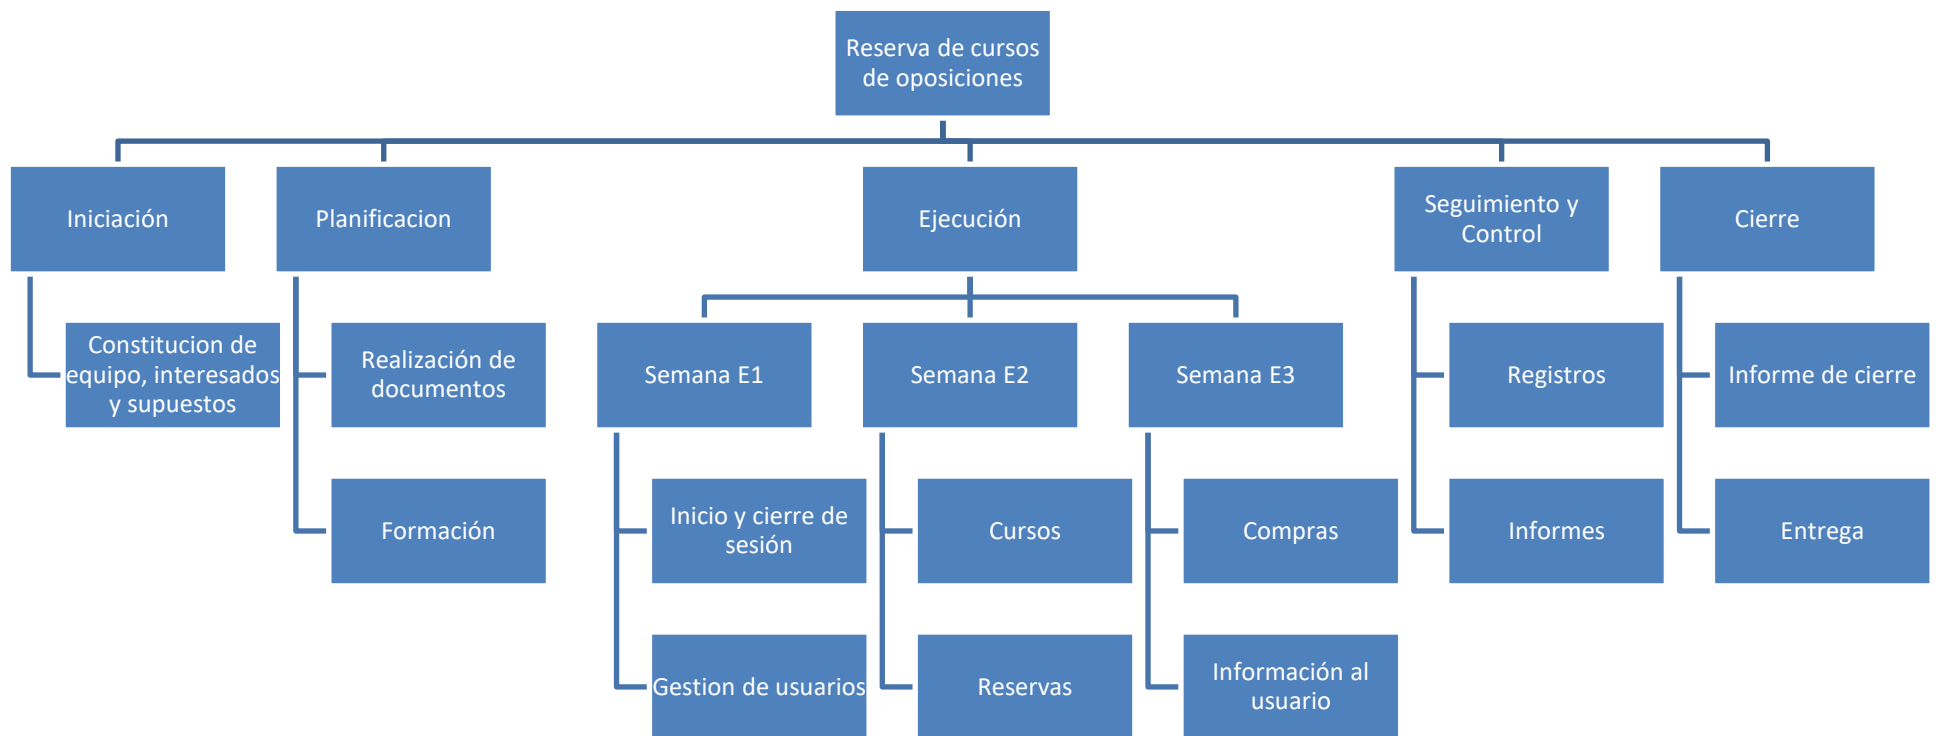 Reserva de cursos
de oposiciones
Iniciación
Planificacion
Ejecución
Seguimiento y
Control
Cierre
Constitucion de
equipo, interesados
y supuestos
Realización de
documentos
Semana E1
Semana E2
Semana E3
Registros
Informe de cierre
Formación
Inicio y cierre de
sesión
Cursos
Compras
Informes
Entrega
Gestion de usuarios
Reservas
Información al
usuario